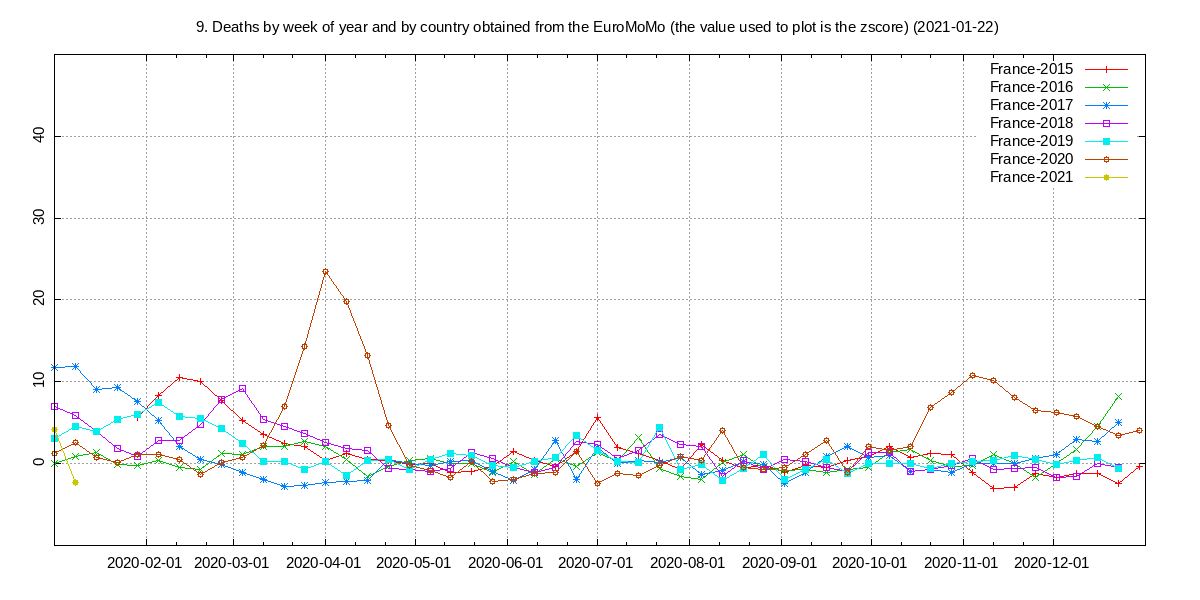 9. Deaths by week of year and by country obtained from the EuroMoMo (the value used to plot is the zscore) (2021-01-22)
France-2015
France-2016
France-2017
France-2018
France-2019
France-2020
France-2021
40
30
20
10
0
2020-02-01 2020-03-01 2020-04-01 2020-05-01 2020-06-01 2020-07-01 2020-08-01 2020-09-01 2020-10-01 2020-11-01 2020-12-01